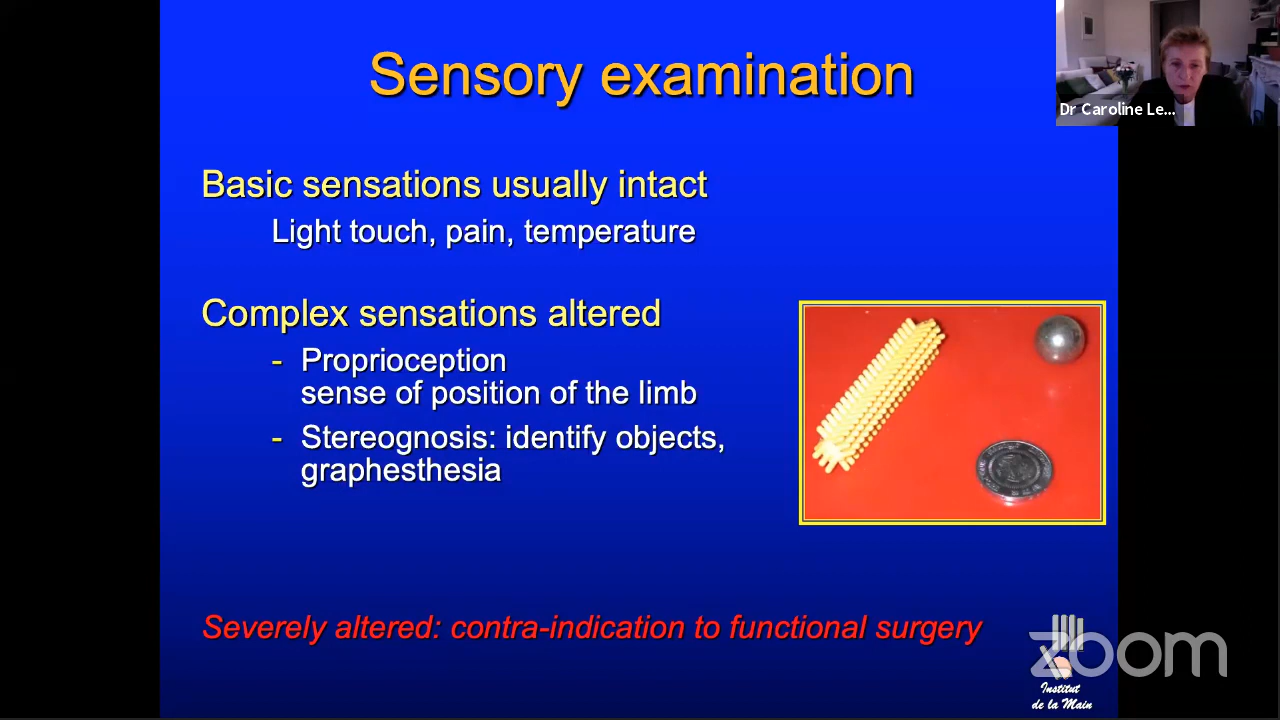 Sensory examination
Dr Caroline Le...
Basic sensations usually intact
Light touch, pain, temperature
Complex sensations altered
- Proprioception
sense of position of the limb
- Stereognosis: identify objects,
graphesthesia
Severely altered: contra-indication to functional surgery
zoom
Institut
de la Main